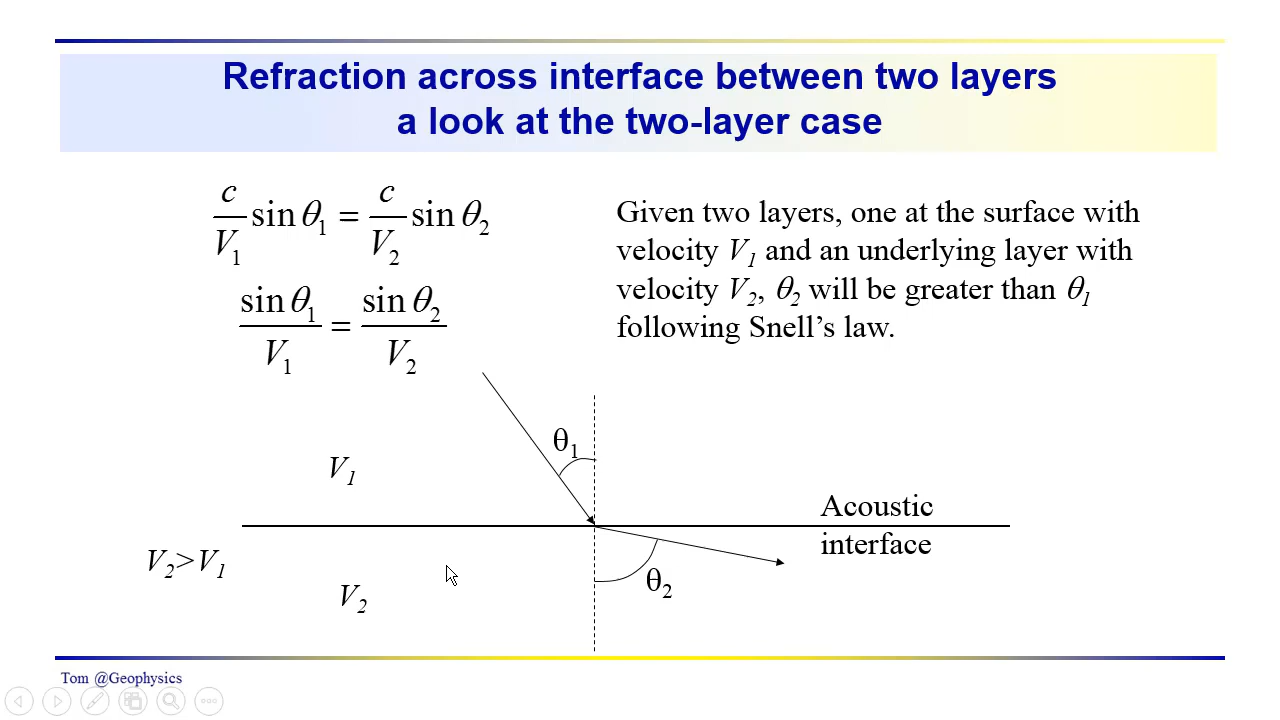 Refraction across interface between two layers
a look at the two-layer case
c/V₁ sin θ₁ = c/V₂ sin θ₂
sin θ₁/V₁ = sin θ₂/V₂
Given two layers, one at the surface with
velocity V₁ and an underlying layer with
velocity V₂, θ₂ will be greater than θ₁
following Snell’s law.
θ₁
V₁
Acoustic
interface
V₂>V₁
θ₂
V₂
Tom @Geophysics